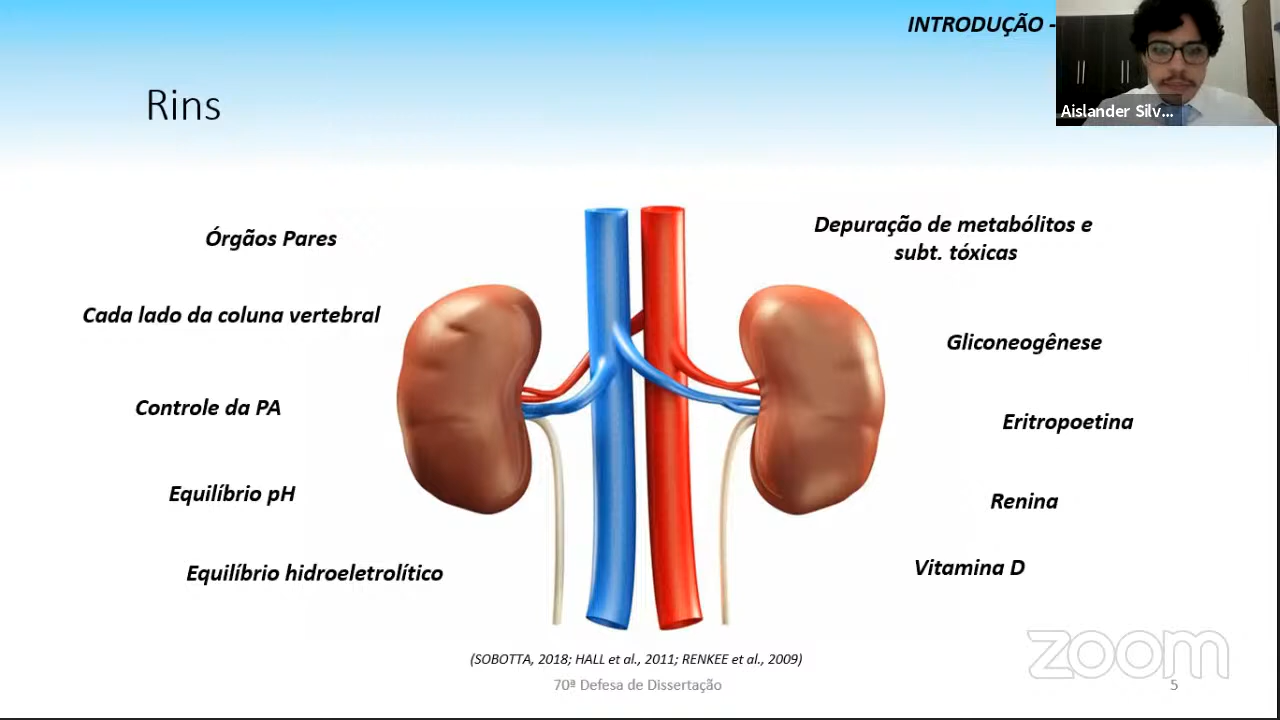 INTRODUÇÃO -
Aislander Silv...
Rins
Órgãos Pares
Cada lado da coluna vertebral
Controle da PA
Equilíbrio pH
Equilíbrio hidroeletrolítico
Depuração de metabólitos e
subt. tóxicas
Gliconeogênese
Eritropoetina
Renina
Vitamina D
(SOBOTTA, 2018; HALL et al., 2011; RENKEE et al., 2009)
70ª Defesa de Dissertação
5
zoom